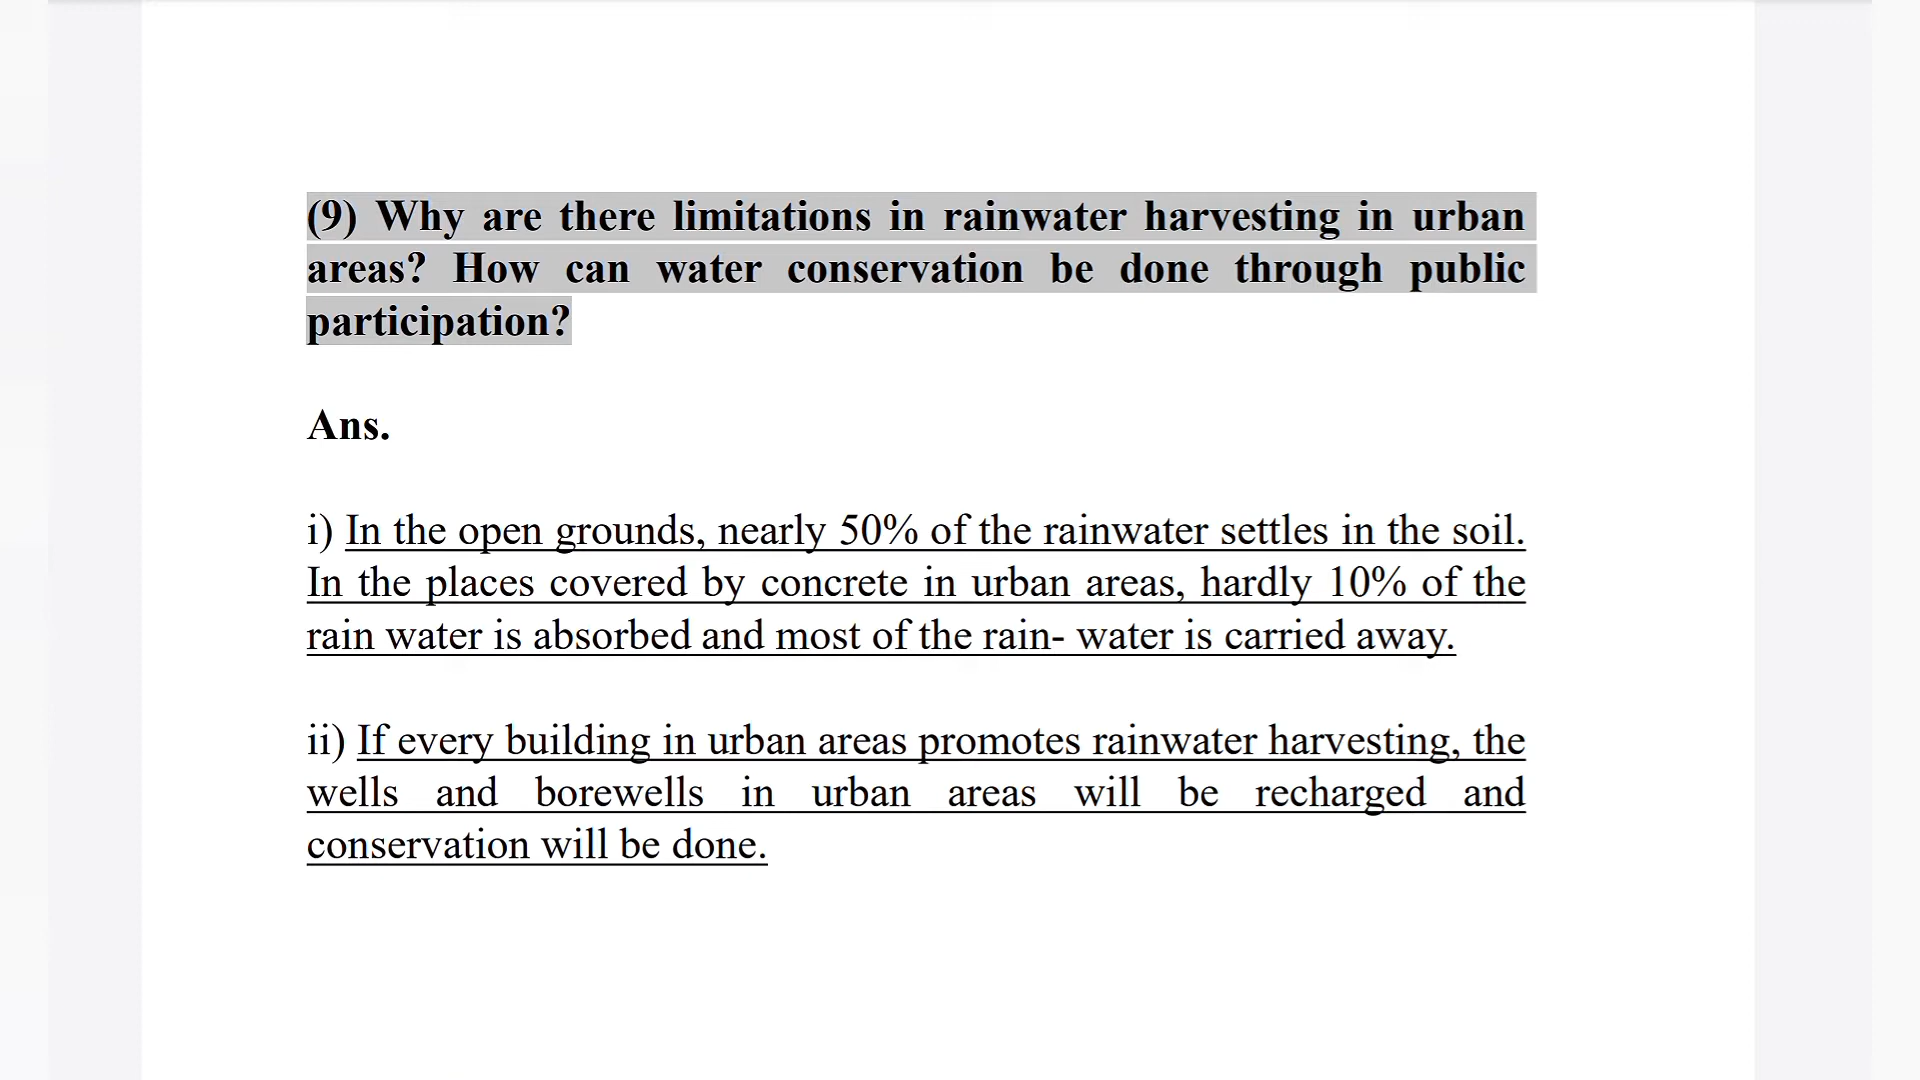 (9) Why are there limitations in rainwater harvesting in urban
areas? How can water conservation be done through public
participation?
Ans.
i) In the open grounds, nearly 50% of the rainwater settles in the soil.
In the places covered by concrete in urban areas, hardly 10% of the
rain water is absorbed and most of the rain- water is carried away.
ii) If every building in urban areas promotes rainwater harvesting, the
wells and borewells in urban areas will be recharged and
conservation will be done.